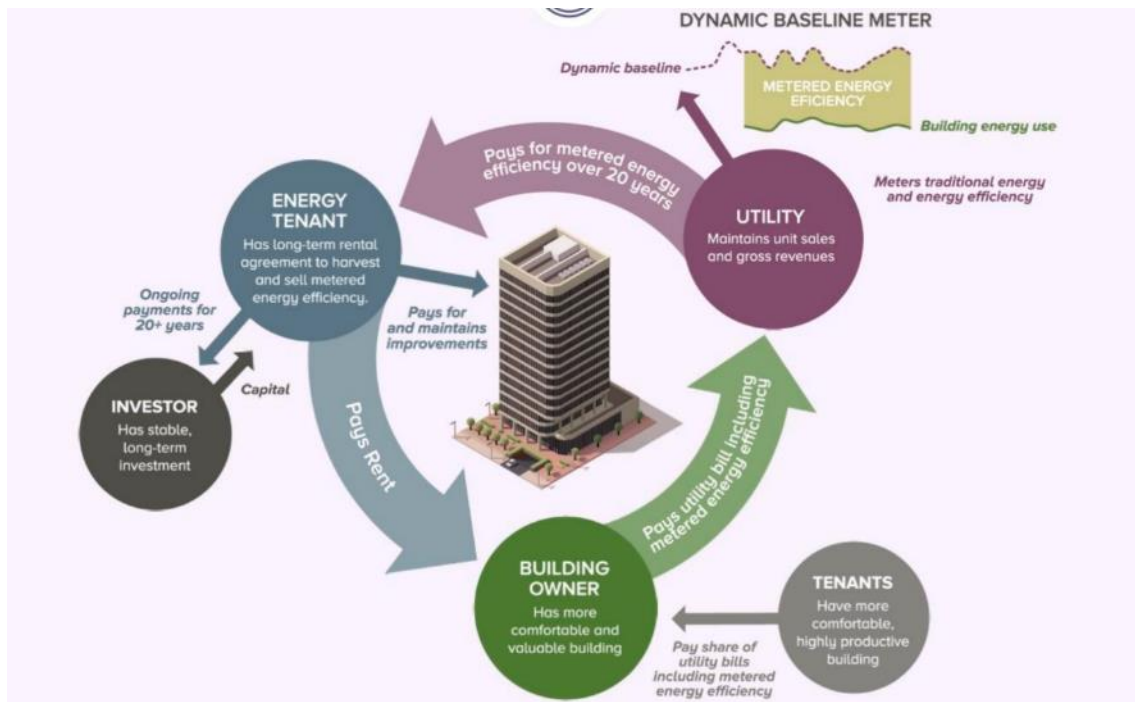 DYNAMIC BASELINE METER
Dynamic baseline
METERED ENERGY
EFICIENCY
Building energy use
Pays for metered energy
efficiency over 20 years
Meters traditional energy
and energy efficiency
UTILITY
Maintains unit sales
and gross revenues
ENERGY
TENANT
Has long-term rental
agreement to harvest
and sell metered
energy efficiency.
Ongoing
payments for
20+ years
Pays for
and maintains
improvements
Capital
INVESTOR
Has stable,
long-term
investment
Pays Rent
Pays utility bill including
metered energy efficiency
BUILDING
OWNER
Has more
comfortable and
valuable building
TENANTS
Have more
comfortable,
highly productive
building
Pay share of
utility bills
including metered
energy efficiency